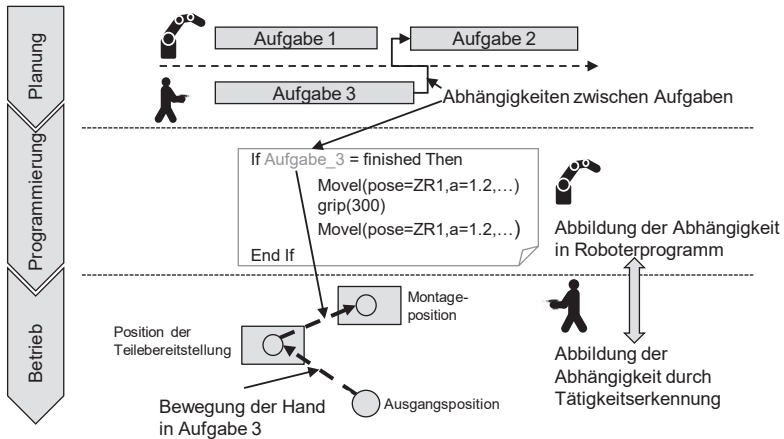 Planung
Aufgabe 1
Aufgabe 2
Aufgabe 3
Abhängigkeiten zwischen Aufgaben
Programmierung
If Aufgabe_3 = finished Then
Movel(pose=ZR1,a=1.2,…)
grip(300)
Movel(pose=ZR1,a=1.2,…)
End If
Abbildung der Abhängigkeit
in Roboterprogramm
Betrieb
Montage-
position
Position der
Teilebereitstellung
Ausgangsposition
Bewegung der Hand
in Aufgabe 3
Abbildung der
Abhängigkeit durch
Tätigkeitserkennung